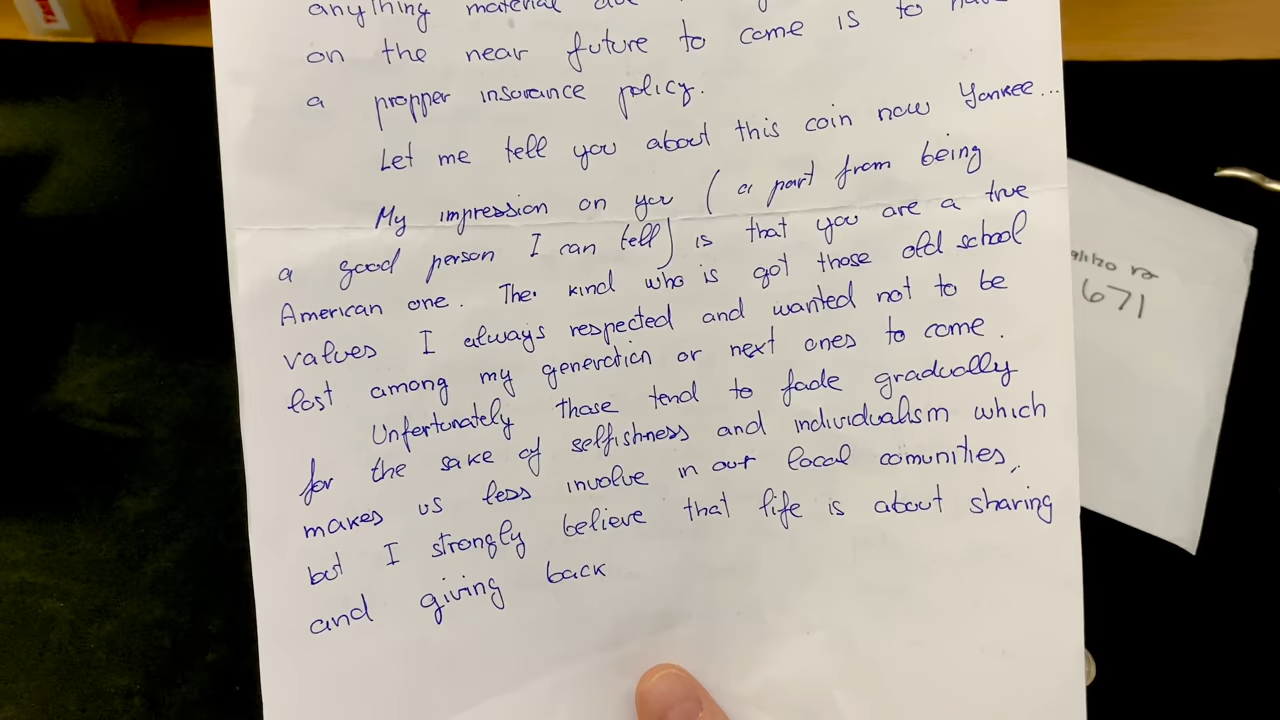 anything material
on the near future to come is to have
a propper insurance policy.
Let me tell you about this coin now Yankee...
My impression on you ( a part from being
a good person I can tell) is that you are a true
American one. The kind who is got those old school
values I always respected and wanted not to be
lost among my generation or next ones to come.
Unfortunately those tend to fade gradually
for the sake of selfishness and individualism which
makes us less involve in our local comunities,
but I strongly believe that life is about sharing
and giving back
671